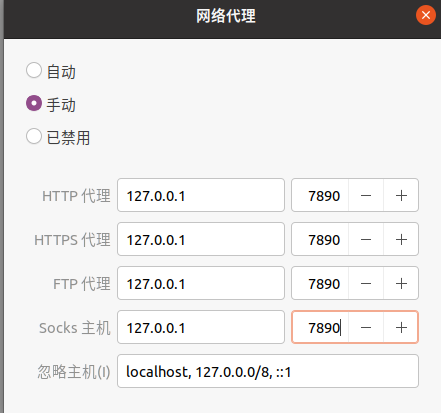 网络代理
自动
手动
已禁用
HTTP 代理 127.0.0.1 7890 − +
HTTPS 代理 127.0.0.1 7890 − +
FTP 代理 127.0.0.1 7890 − +
Socks 主机 127.0.0.1 7890 − +
忽略主机(I) localhost, 127.0.0.0/8, ::1